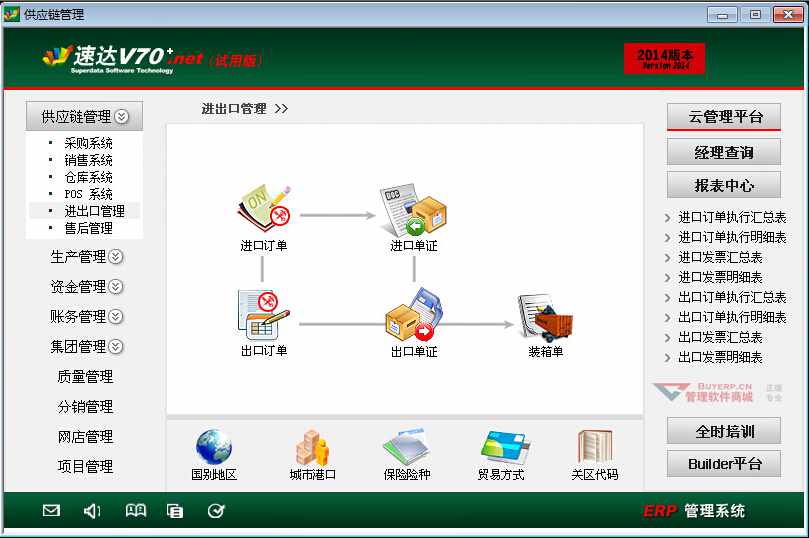 供应链管理
速达V70+.net (试用版)
Superdata Software Technology
2014版本
Version 2014
供应链管理
采购系统
销售系统
仓库系统
POS 系统
进出口管理
售后管理
生产管理
资金管理
账务管理
集团管理
质量管理
分销管理
网店管理
项目管理
进出口管理 >>
ON
进口订单
DOC
进口单证
出口订单
出口单证
装箱单
国别地区
城市港口
保险险种
贸易方式
关区代码
云管理平台
经理查询
报表中心
进口订单执行汇总表
进口订单执行明细表
进口发票汇总表
进口发票明细表
出口订单执行汇总表
出口订单执行明细表
出口发票汇总表
出口发票明细表
BUYERP.CN
管理软件商城
正版
专业
全时培训
Builder平台
ERP 管理系统